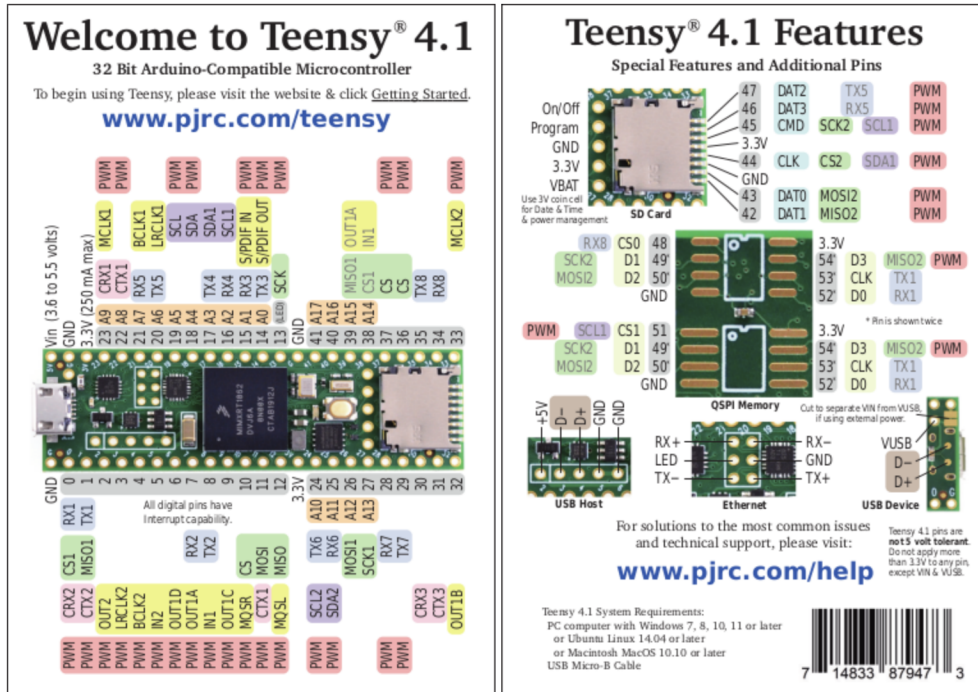 Welcome to Teensy® 4.1
32 Bit Arduino-Compatible Microcontroller
To begin using Teensy, please visit the website & click Getting Started.
www.pjrc.com/teensy
PWM PWM PWM PWM PWM PWM PWM PWM PWM
MCLK1 BCLK1 LRCLK1 SCL SDA SDA1 SCL1 S/PDIF IN S/PDIF OUT OUT1A IN1 MCLK2
CRX1 CTX1 RX5 TX5 TX4 RX4 RX3 TX3 SCK MISO1 CS1 CS CS TX8 RX8
A9 A8 A7 A6 A5 A4 A3 A2 A1 A0 (LED) A17 A16 A15 A14
Vin (3.6 to 5.5 volts) GND 3.3V (250 mA max) 23 22 21 20 19 18 17 16 15 14 13 GND 41 40 39 38 37 36 35 34 33
MIMXRT1062
DVJ6A
0N00X
CTAB1912J
GND 0 1 2 3 4 5 6 7 8 9 10 11 12 3.3V 24 25 26 27 28 29 30 31 32
RX1 TX1 A10 A11 A12 A13
All digital pins have
Interrupt capability.
RX2 TX2 TX6 RX6 RX7 TX7
CS1 MISO1 CS MOSI MISO MOSI1 SCK1
CRX2 CTX2 OUT2 LRCLK2 BCLK2 IN2 OUT1D OUT1A IN1 OUT1C MQSR CTX1 MQSL SCL2 SDA2 CRX3 CTX3 OUT1B
PWM PWM PWM PWM PWM PWM PWM PWM PWM PWM PWM PWM PWM PWM PWM PWM PWM
Teensy® 4.1 Features
Special Features and Additional Pins
On/Off
Program
GND
3.3V
VBAT
Use 3V coin cell
for Date & Time
& power management
SD Card
47 DAT2 TX5 PWM
46 DAT3 RX5 PWM
45 CMD SCK2 SCL1 PWM
3.3V
44 CLK CS2 SDA1 PWM
GND
43 DAT0 MOSI2 PWM
42 DAT1 MISO2 PWM
RX8 CS0 48 3.3V
SCK2 D1 49* 54* D3 MISO2 PWM
MOSI2 D2 50* 53* CLK TX1
GND 52* D0 RX1
* Pin is shown twice
PWM SCL1 CS1 51 3.3V
SCK2 D1 49* 54* D3 MISO2 PWM
MOSI2 D2 50* 53* CLK TX1
GND 52* D0 RX1
QSPI Memory
+5V D- D+ GND GND
USB Host
RX+ RX−
LED GND
TX− TX+
Ethernet
Cut to separate VIN from VUSB,
if using external power.
VUSB
D−
D+
USB Device
For solutions to the most common issues
and technical support, please visit:
www.pjrc.com/help
Teensy 4.1 pins are
not 5 volt tolerant.
Do not apply more
than 3.3V to any pin,
except VIN & VUSB.
Teensy 4.1 System Requirements:
PC computer with Windows 7, 8, 10, 11 or later
or Ubuntu Linux 14.04 or later
or Macintosh MacOS 10.10 or later
USB Micro-B Cable
7 14833 87947 3